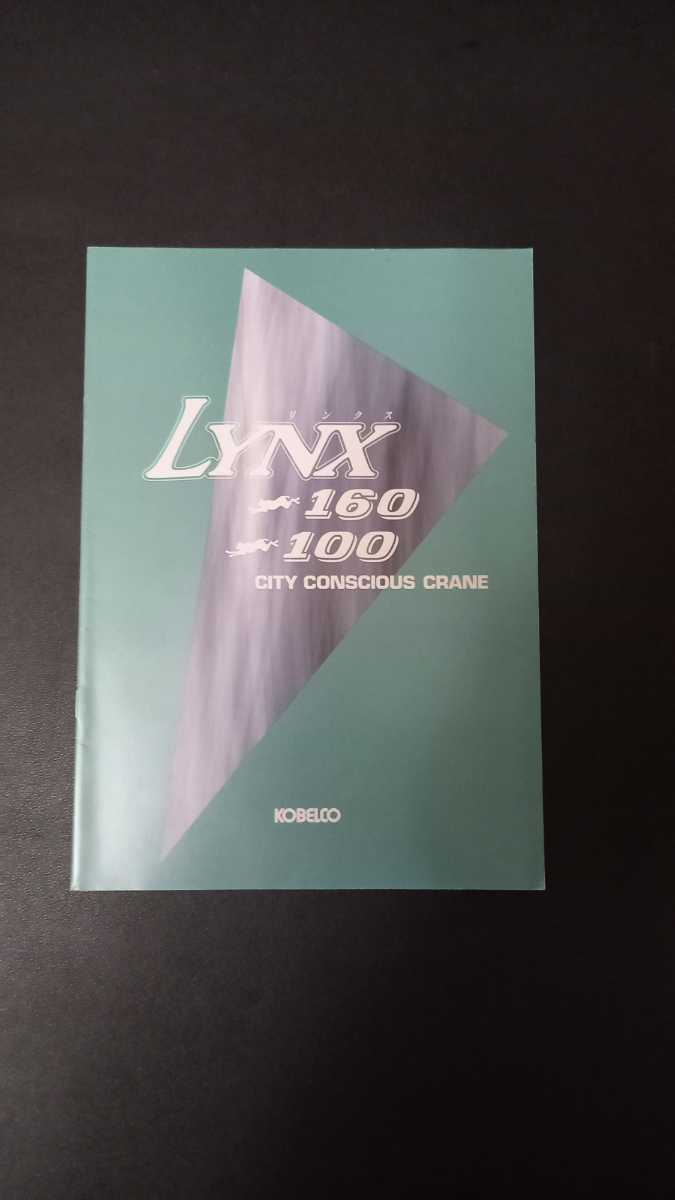 リンクス
LYNX
160
100
CITY CONSCIOUS CRANE
KOBELCO